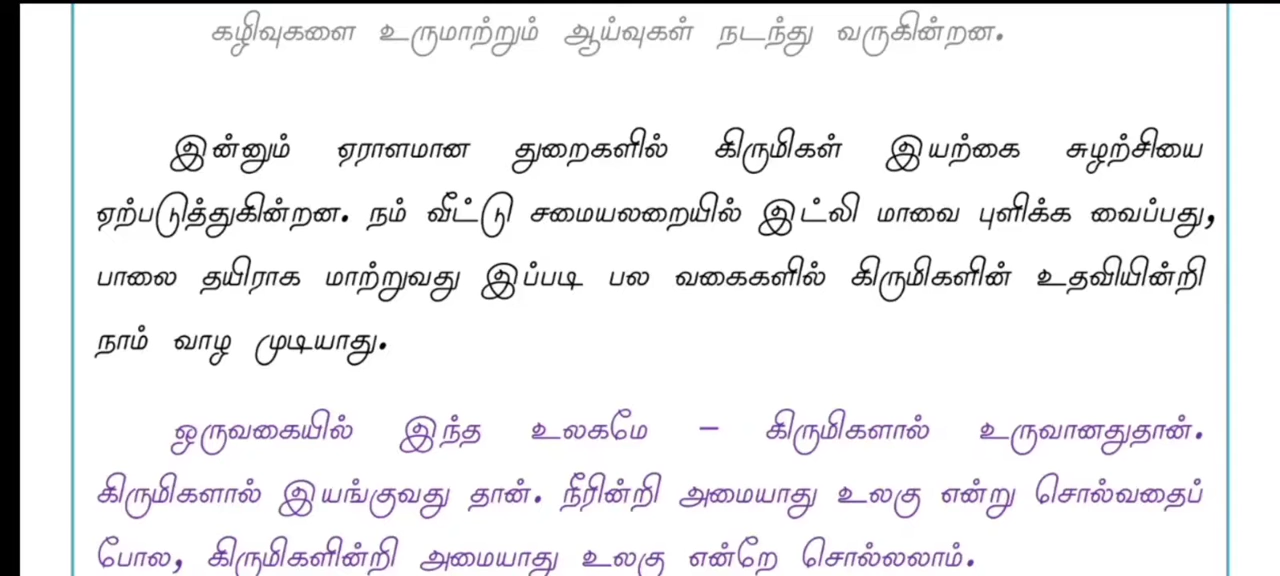 கழிவுகளை உருமாற்றும் ஆய்வுகள் நடந்து வருகின்றன.
இன்னும் ஏராளமான துறைகளில் கிருமிகள் இயற்கை சுழற்சியை
ஏற்படுத்துகின்றன. நம் வீட்டு சமையலறையில் இட்லி மாவை புளிக்க வைப்பது,
பாலை தயிராக மாற்றுவது இப்படி பல வகைகளில் கிருமிகளின் உதவியின்றி
நாம் வாழ முடியாது.
ஒருவகையில் இந்த உலகமே – கிருமிகளால் உருவானதுதான்.
கிருமிகளால் இயங்குவது தான். நீரின்றி அமையாது உலகு என்று சொல்வதைப்
போல, கிருமிகளின்றி அமையாது உலகு என்றே சொல்லலாம்.